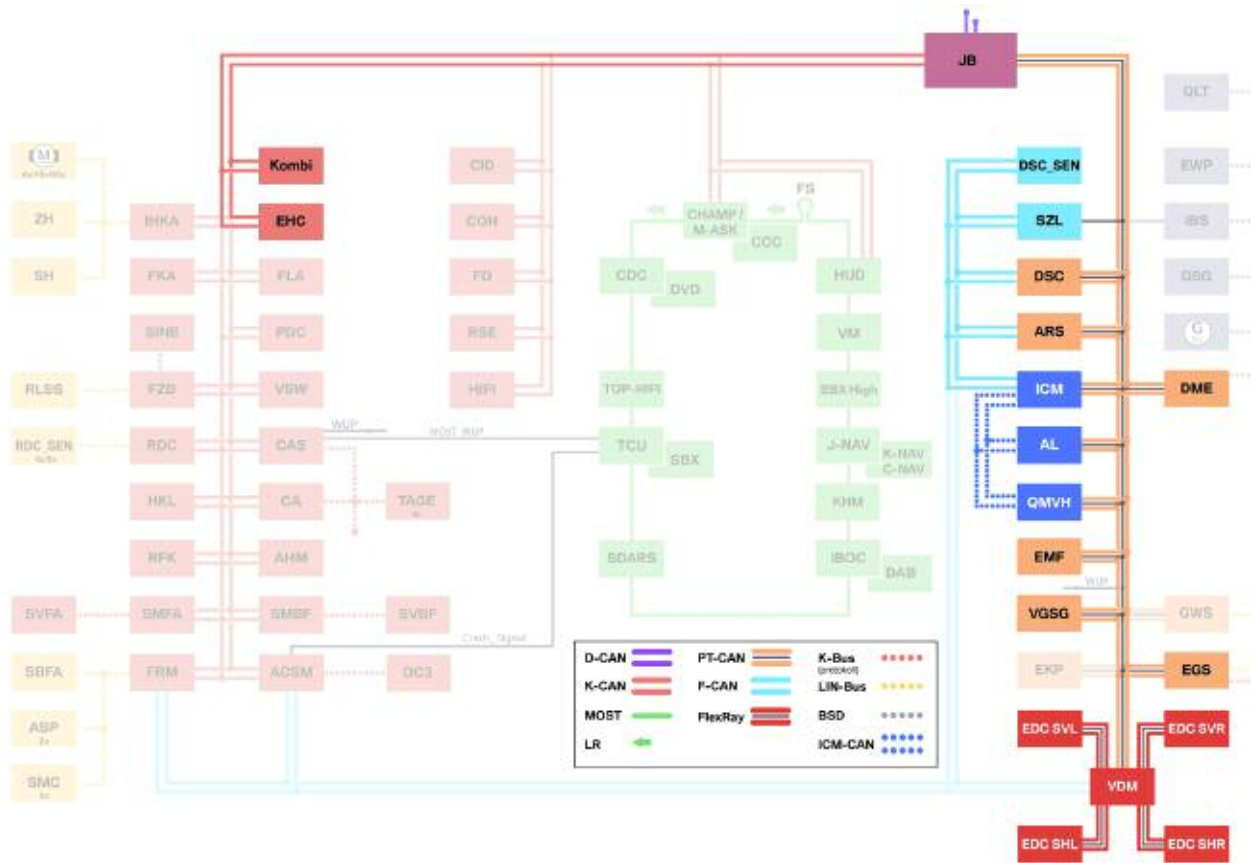 JB
QLT
Kombi
CID
DSC_SEN
EWP
FS
ZH
IHKA
EHC
CON
CHAMP /
M-ASK
CCC
SZL
IBS
SH
FKA
FLA
FD
CDC
DVD
HUD
DSC
SINE
PDC
RSE
VM
ARS
G
RLSS
FZD
VSW
HIFI
TOP-HIFI
SBX High
ICM
DME
WUP
MOST_WUP
RDC_SEN
RDC
CAS
TCU
SBX
J-NAV
K-NAV
C-NAV
AL
HKL
CA
TAGE
KHM
QMVH
RFK
AHM
SDARS
IBOC
DAB
EMF
WUP
SVFA
SMFA
SMBF
SVBF
VGSG
GWS
Crash_Signal
SBFA
FRM
ACSM
OC3
EKP
EGS
D-CAN
PT-CAN
K-Bus
(protokoll)
K-CAN
F-CAN
LIN-Bus
MOST
FlexRay
BSD
LR
ICM-CAN
EDC SVL
EDC SVR
ASP
2x
SMC
VDM
EDC SHL
EDC SHR